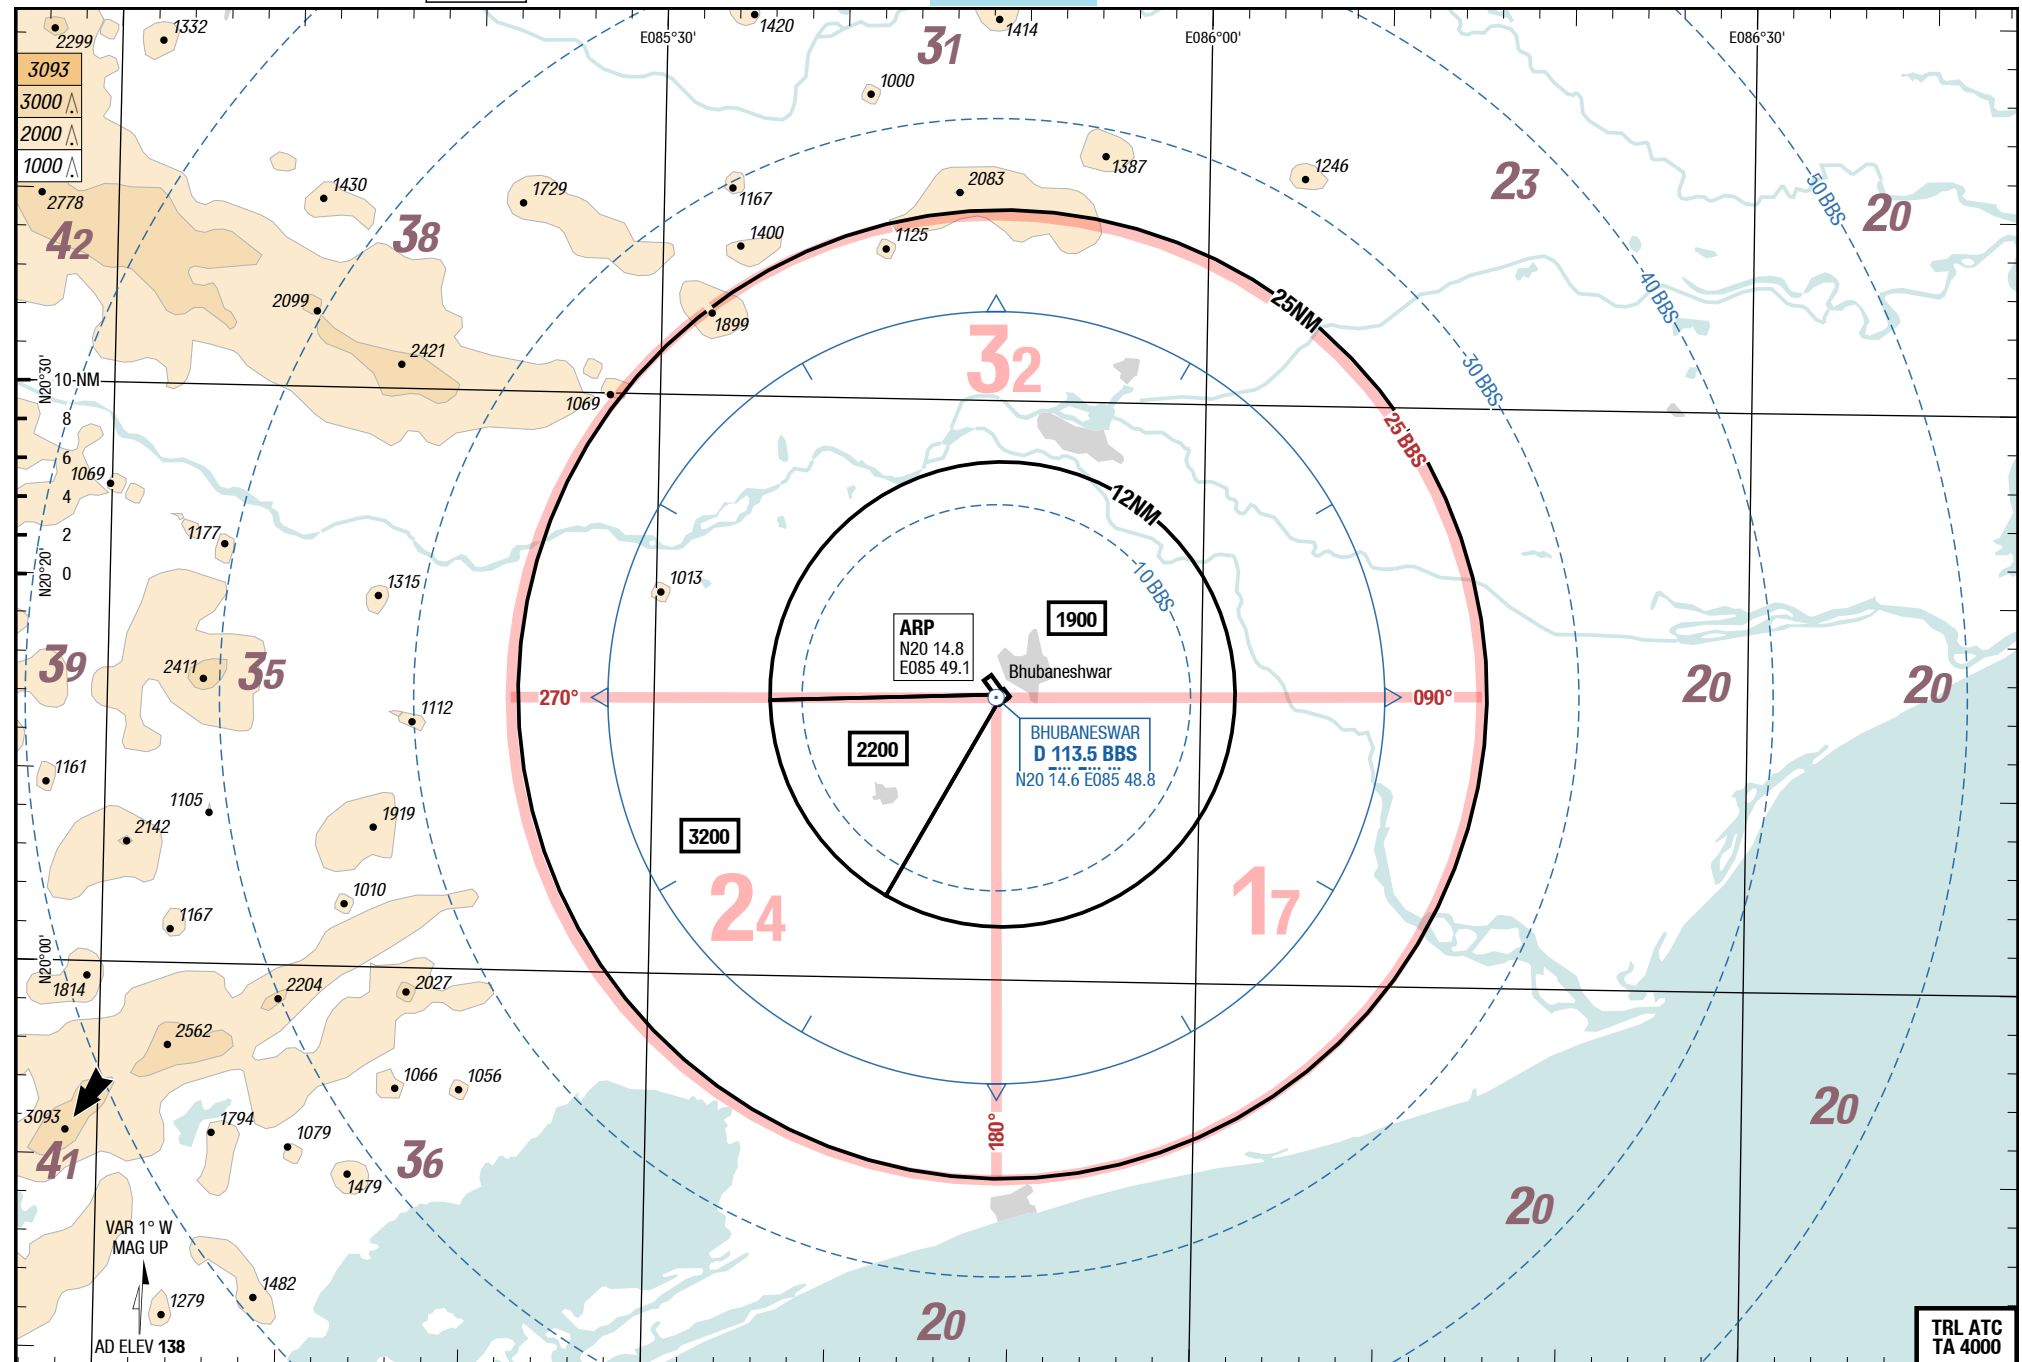 2299
1332
1420
1414
E085°30'
E086°00'
E086°30'
31
3093
3000
2000
1000
1000
2778
1430
1729
1167
2083
1387
1246
23
50 BBS
20
42
38
1400
1125
2099
1899
25NM
40 BBS
2421
32
30 BBS
N20°30'
10 NM
8
6
4
2
0
1069
25 BBS
1069
12NM
1177
N20°20'
10 BBS
1315
1013
1900
ARP
N20 14.8
E085 49.1
Bhubaneshwar
39
2411
35
20
20
270°
090°
1112
BHUBANESWAR
D 113.5 BBS
N20 14.6 E085 48.8
2200
1161
1105
2142
1919
3200
1010
24
17
1167
N20°00'
1814
2204
2027
2562
1066
1056
3093
1794
1079
180°
20
41
36
1479
20
VAR 1° W
MAG UP
1482
1279
20
AD ELEV 138
TRL ATC
TA 4000